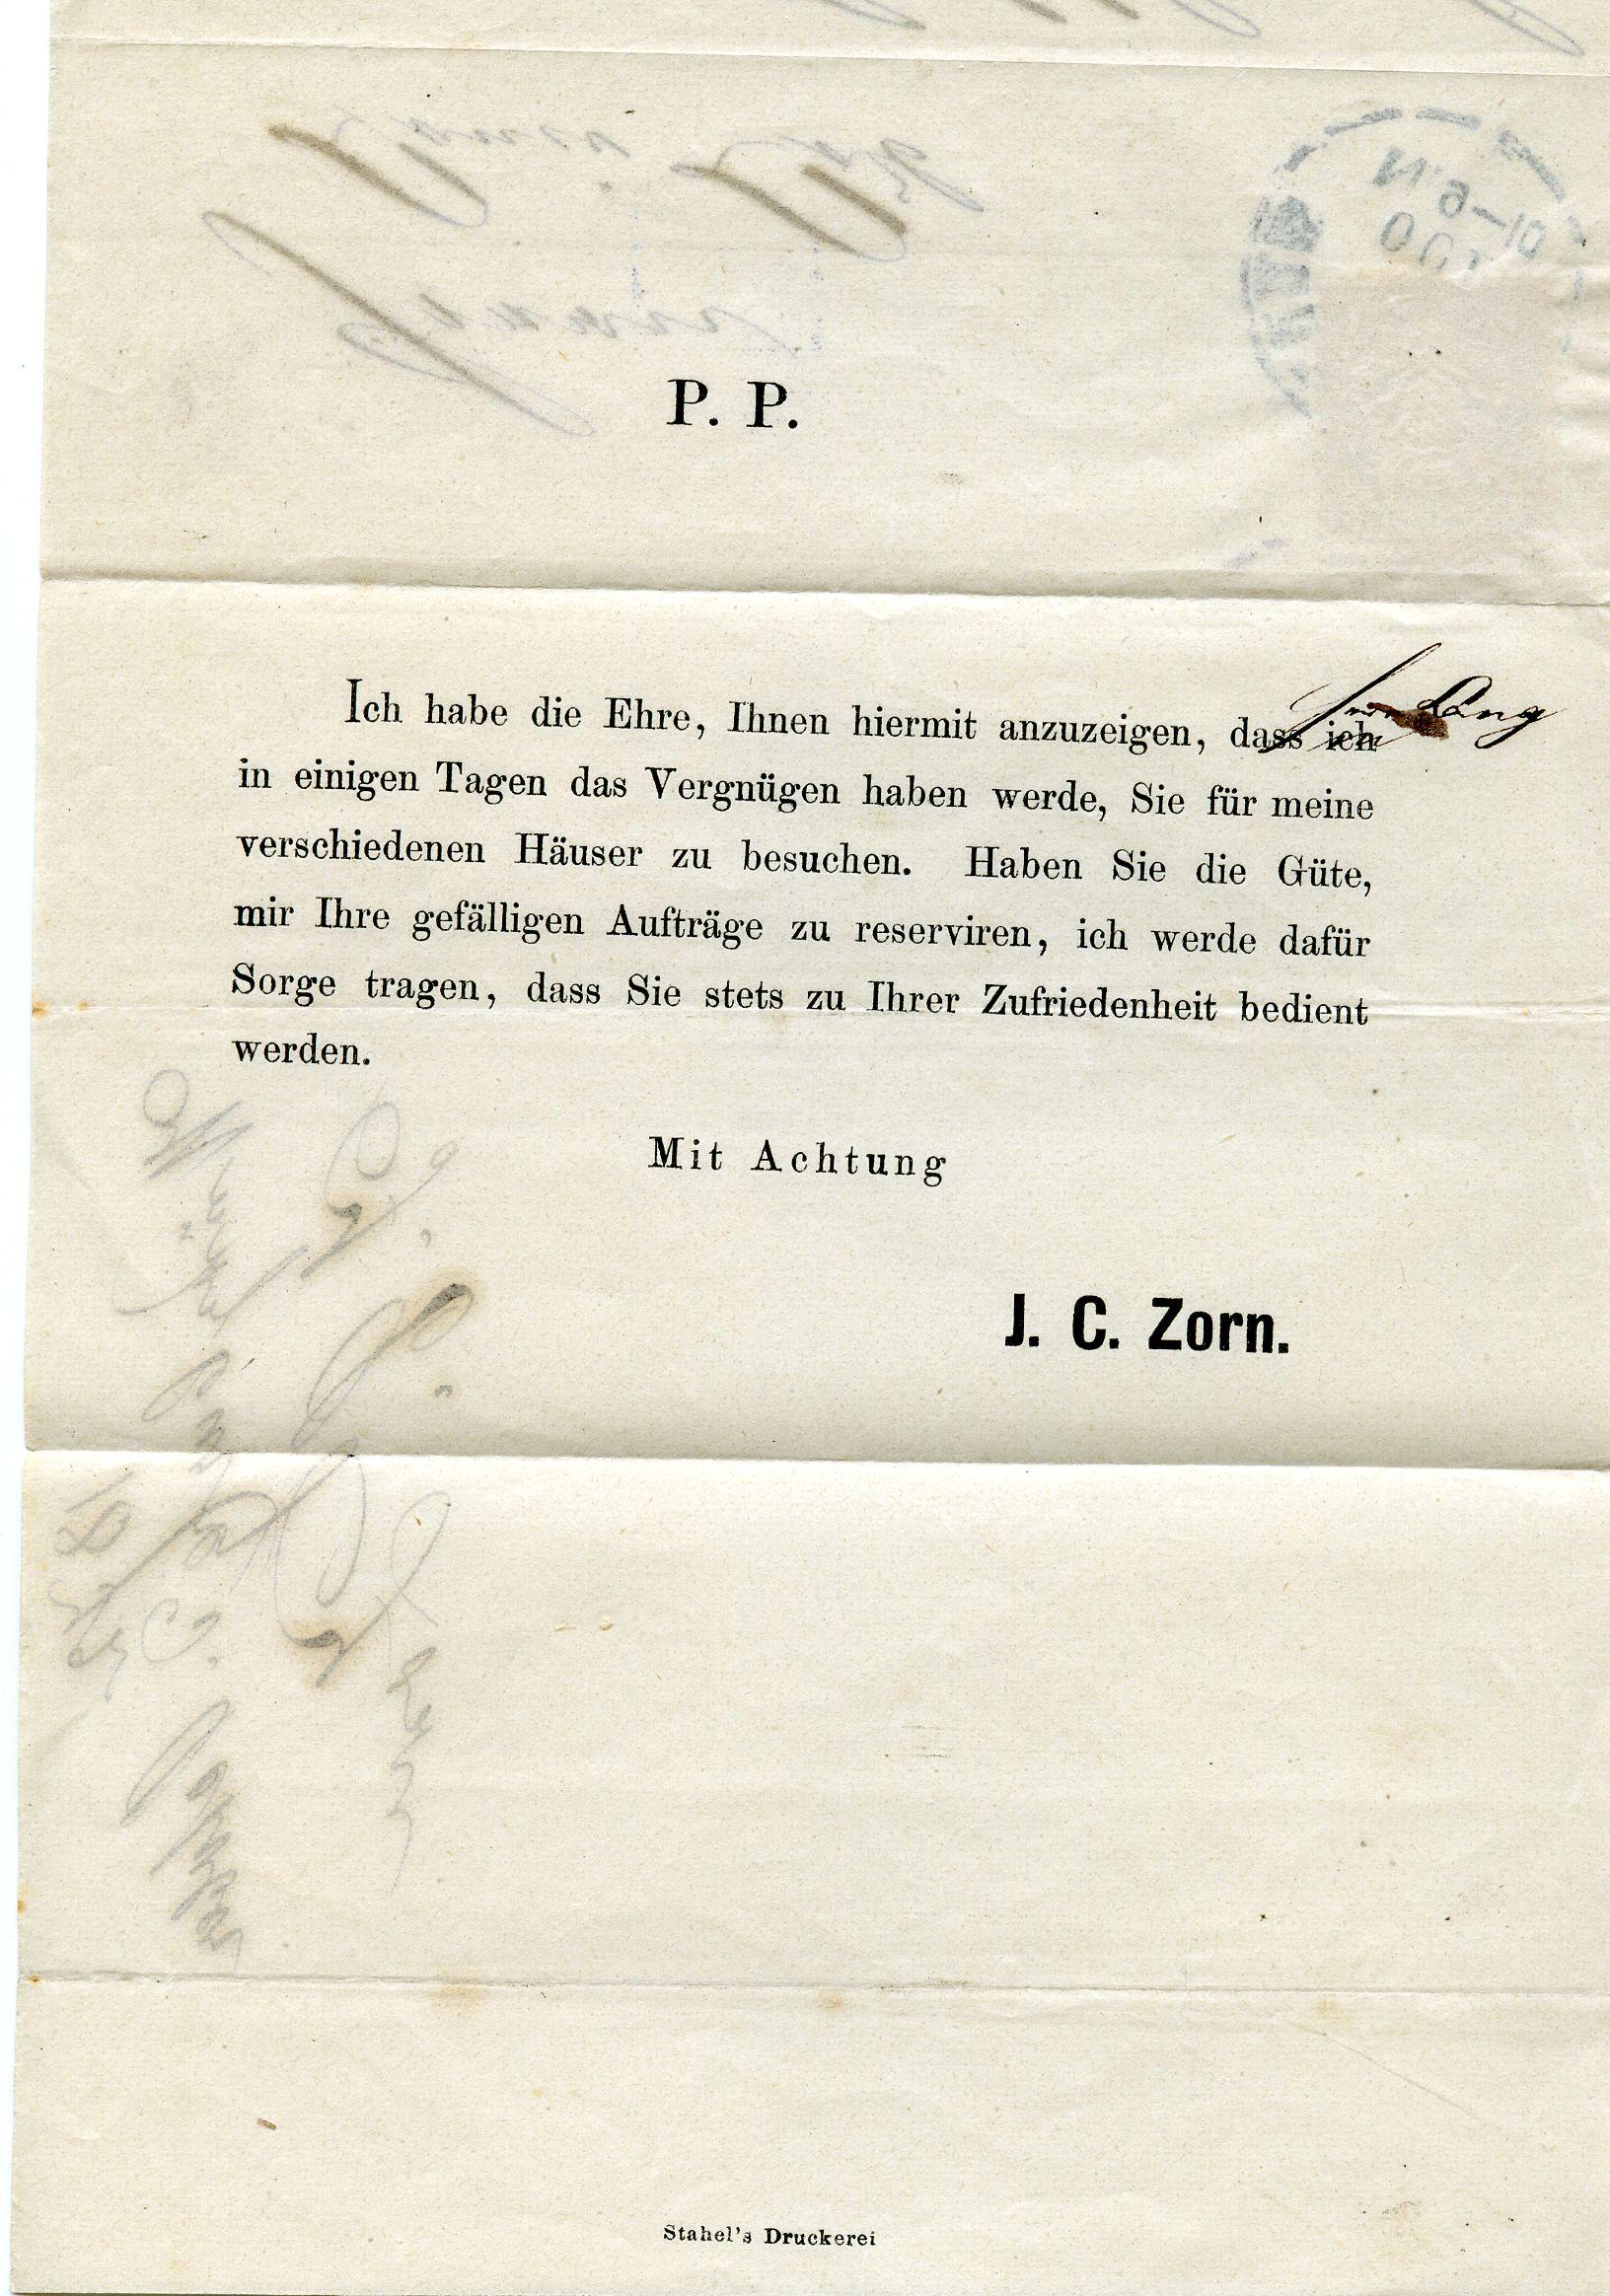 P. P.
Ich habe die Ehre, Ihnen hiermit anzuzeigen, dass ich
in einigen Tagen das Vergnügen haben werde, Sie für meine
verschiedenen Häuser zu besuchen. Haben Sie die Güte,
mir Ihre gefälligen Aufträge zu reserviren, ich werde dafür
Sorge tragen, dass Sie stets zu Ihrer Zufriedenheit bedient
werden.
Mit Achtung
J. C. Zorn.
Stahel's Druckerei